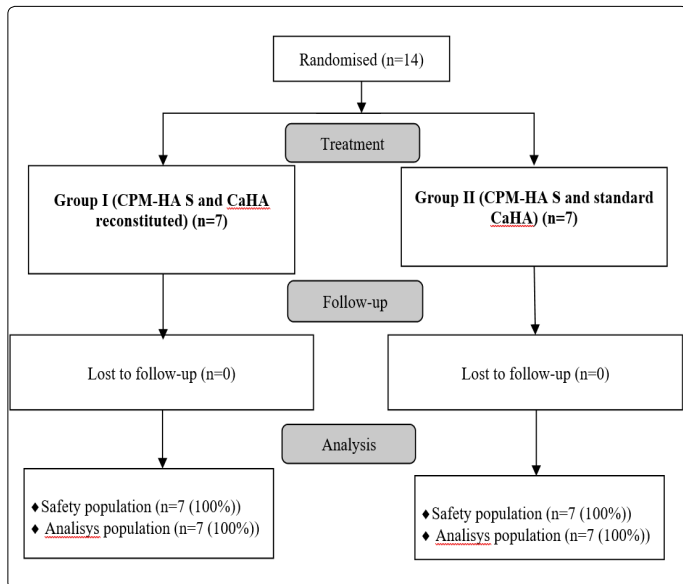 Randomised (n=14)
Treatment
Group I (CPM-HA S and CaHA
reconstituted) (n=7)
Group II (CPM-HA S and standard
CaHA) (n=7)
Follow-up
Lost to follow-up (n=0)
Lost to follow-up (n=0)
Analysis
♦Safety population (n=7 (100%))
♦ Analisys population (n=7 (100%))
♦Safety population (n=7 (100%))
♦ Analisys population (n=7 (100%))